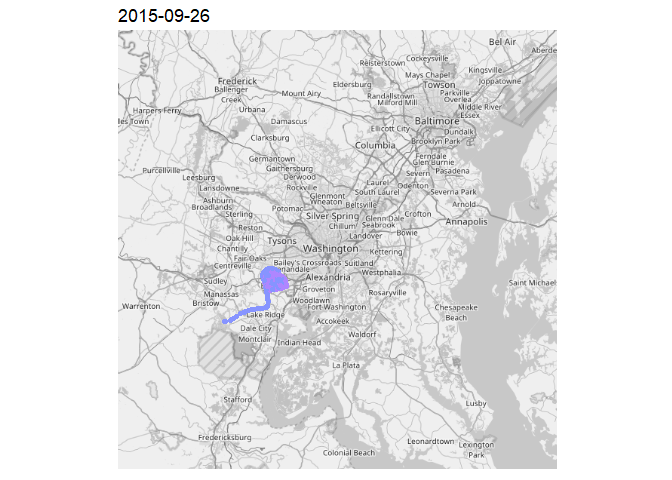 2015-09-26
Bel Air
Cockeysville
Reisterstown
Aberde
Mays Chapel
Kingsville
Frederick
Eldersburg
Towson
Joppatowne
Ballenger
Creek
Mount Airy
Randallstown
Parkville
Milford Mill
Overlea
Urbana
Middle River
Harpers Ferry
Essex
les Town
Damascus
Baltimore
Ellicott City
Dundalk
Clarksburg
Brooklyn Park
Columbia
Ferndale
Germantown
Glen Burnie
Purcellville
Gaithersburg
Pasadena
Leesburg
Derwood
Laurel
Severn
Lansdowne
Rockville
Odenton
South Laurel
Severna Park
Glenmont
Ashburn
Wheaton
Beltsville
Arnold
Broadlands
Potomac
Crofton
Sterling
Silver Spring
Glenn Dale
Annapolis
Reston
Chillum
Seabrook
Bowie
Oak Hill
Tysons
Landover
Chantilly
Washington
Kettering
Fair Oaks
Bailey's Crossroads
Suitland
Centreville
nnandale
Westphalia
Sudley
Alexandria
Saint Michael
Manassas
Groveton
Rosaryville
Bristow
Woodlawn
Warrenton
Fort Washington
Chesapeake
Beach
Lake Ridge
Accokeek
Dale City
Waldorf
Montclair
Indian Head
La Plata
Stafford
Lusby
Fredericksburg
Leonardtown
Lexington
Park
Colonial Beach